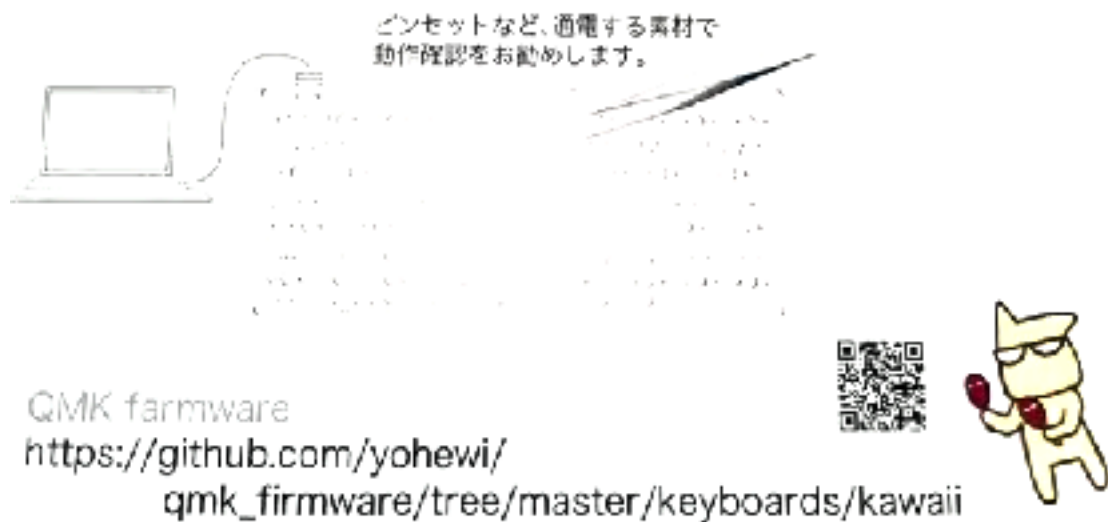 ピンセットなど、通電する素材で
動作確認をお勧めします。
QMK farmware
https://github.com/yohewi/
qmk_firmware/tree/master/keyboards/kawaii